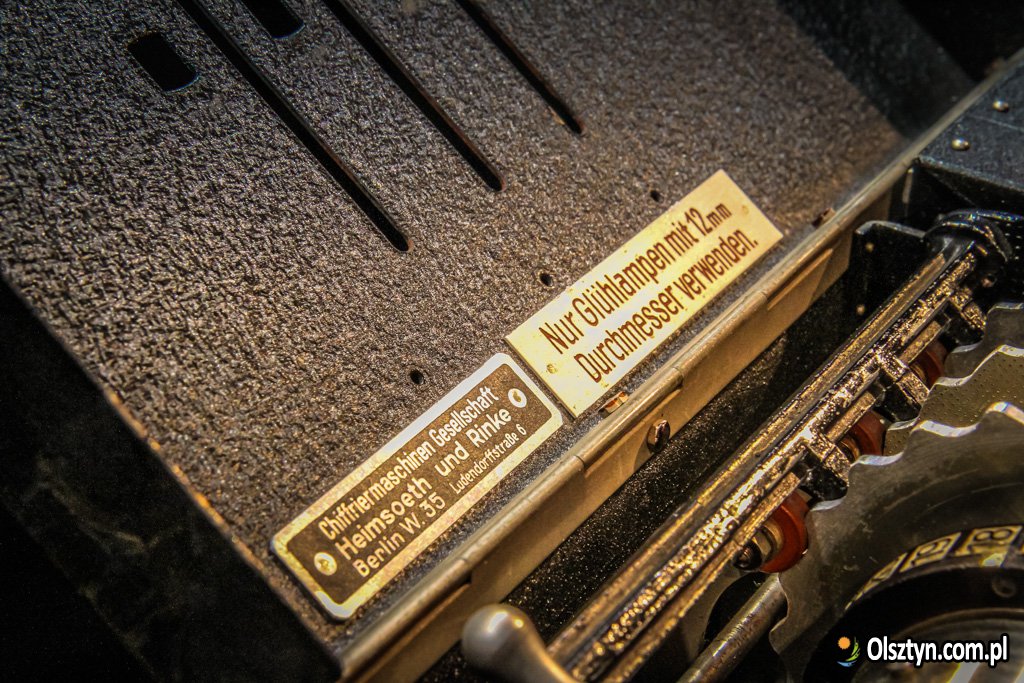 Nur Glühlampen mit 12mm
Durchmesser verwenden.
Chiffriermaschinen Gesellschaft
Heimsoeth und Rinke
Berlin W. 35 Ludendorffstraße 6
Olsztyn.com.pl